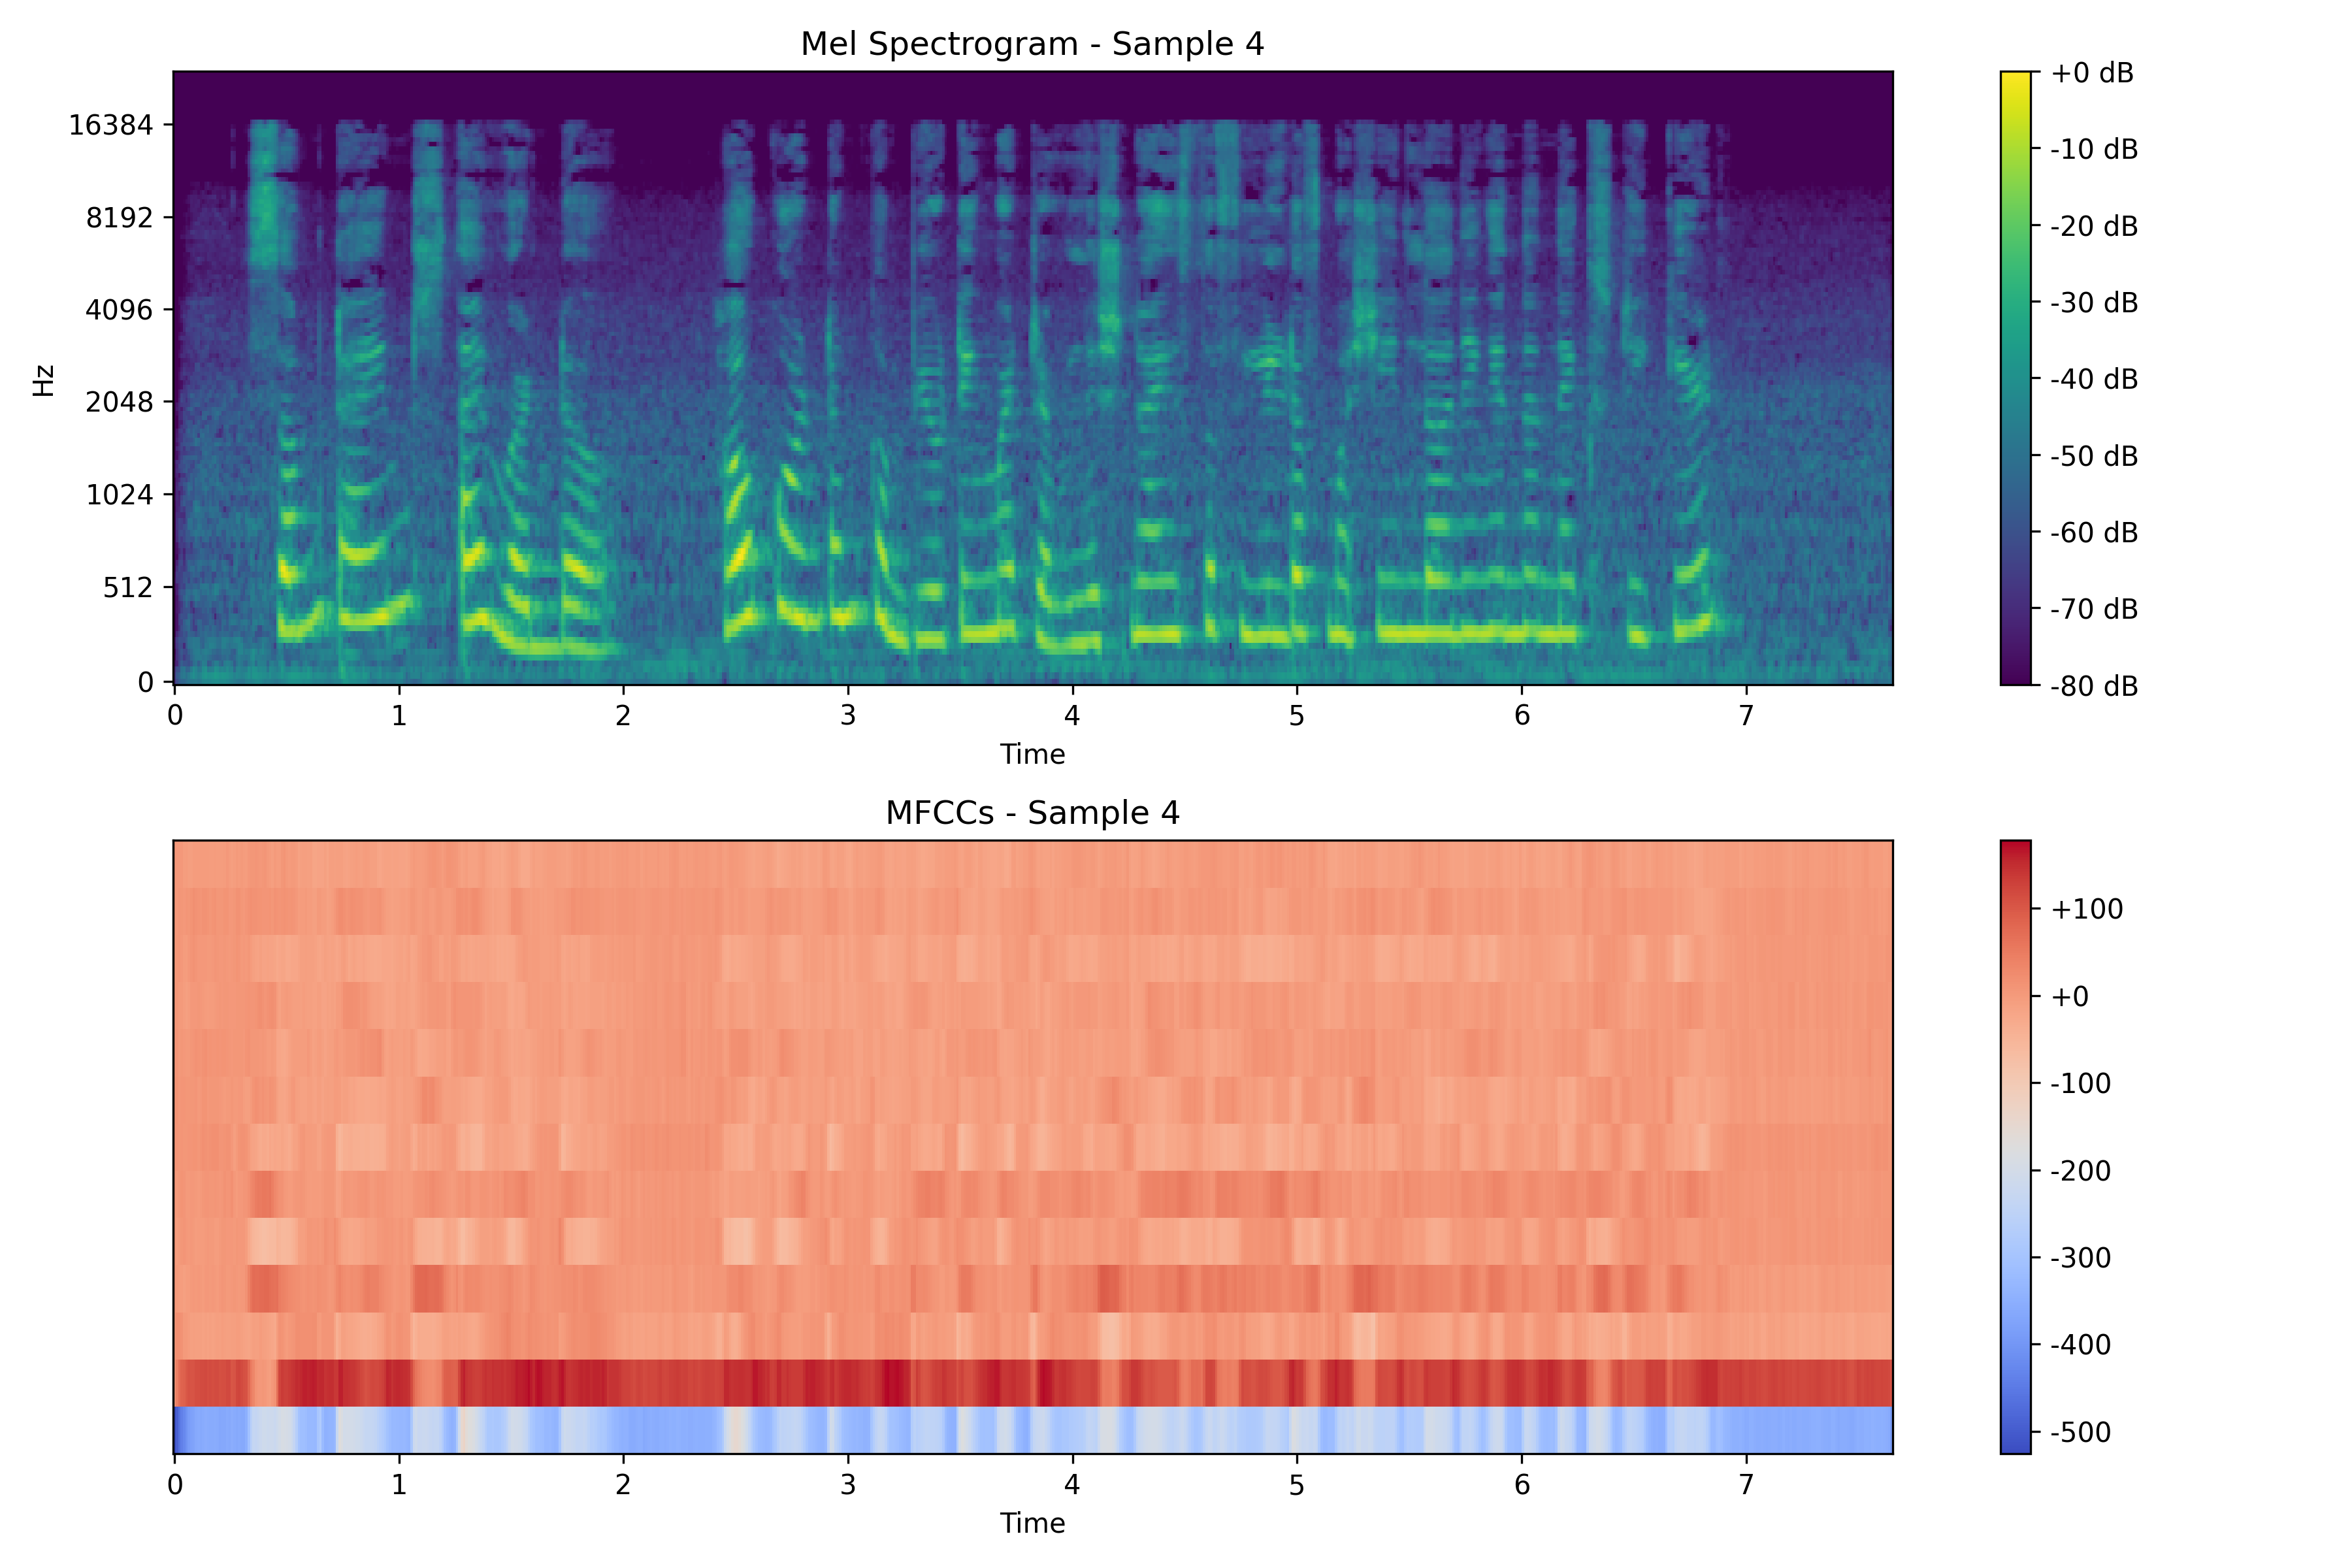 Mel Spectrogram - Sample 4
+0 dB
16384
-10 dB
8192
-20 dB
-30 dB
4096
Hz
-40 dB
2048
-50 dB
1024
-60 dB
512
-70 dB
0
-80 dB
0 1 2 3 4 5 6 7
Time
MFCCs - Sample 4
+100
+0
-100
-200
-300
-400
-500
0 1 2 3 4 5 6 7
Time